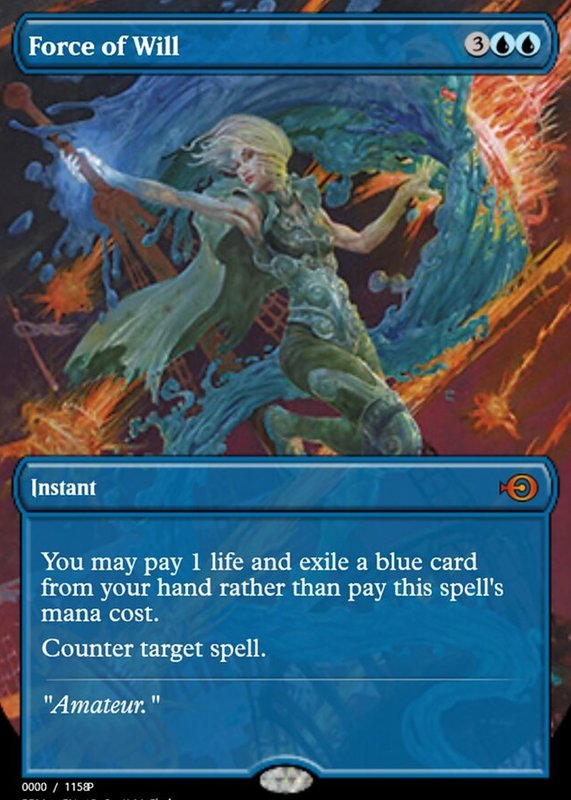 Force of Will 3
Instant
You may pay 1 life and exile a blue card
from your hand rather than pay this spell's
mana cost.
Counter target spell.
"Amateur."
0000 / 1158P